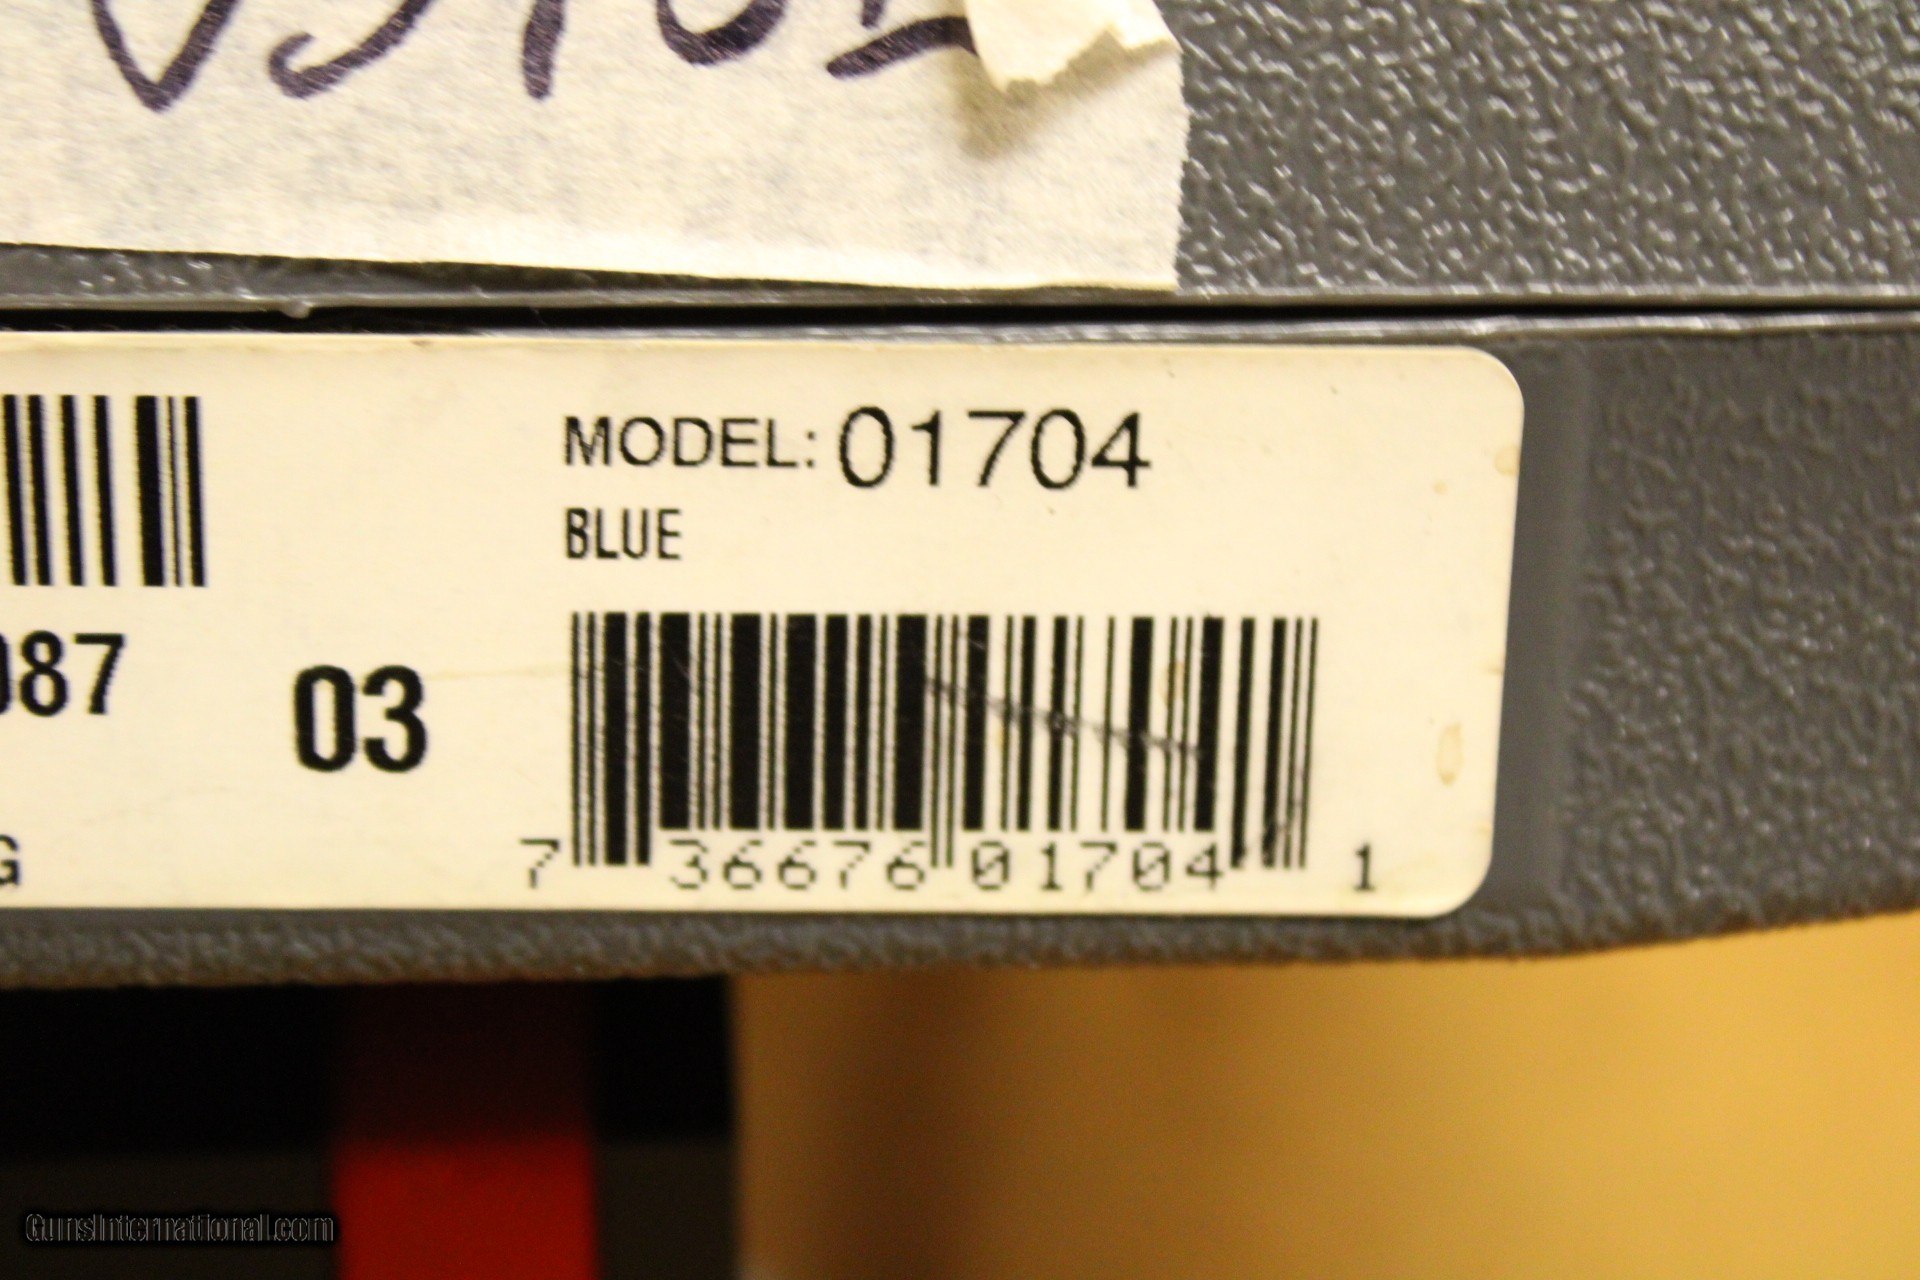 MODEL: 01704
BLUE
087
03
G
7 36676 01704 1
GunsInternational.com